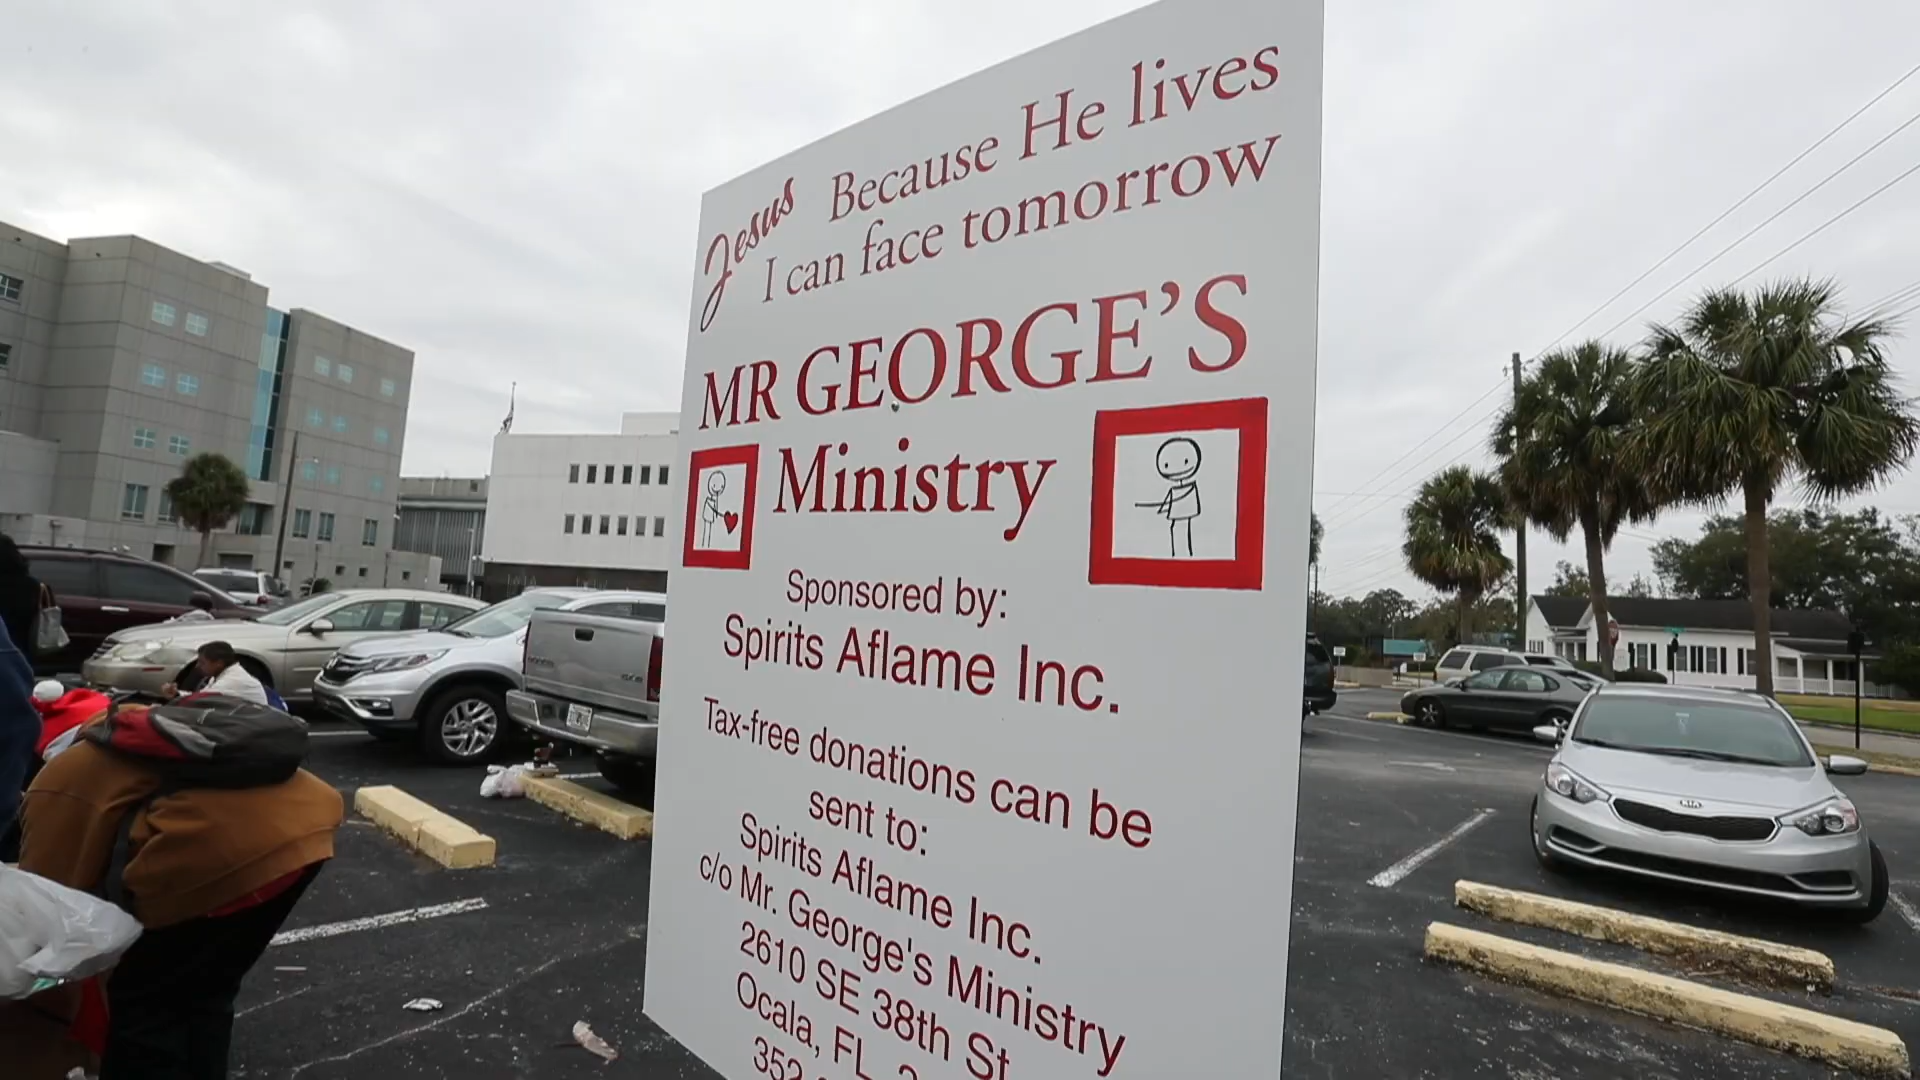 Jesus Because He lives
I can face tomorrow
MR GEORGE'S
Ministry
Sponsored by:
Spirits Aflame Inc.
Tax-free donations can be
sent to:
Spirits Aflame Inc.
c/o Mr. George's Ministry
2610 SE 38th St
Ocala, FL
352
KIA